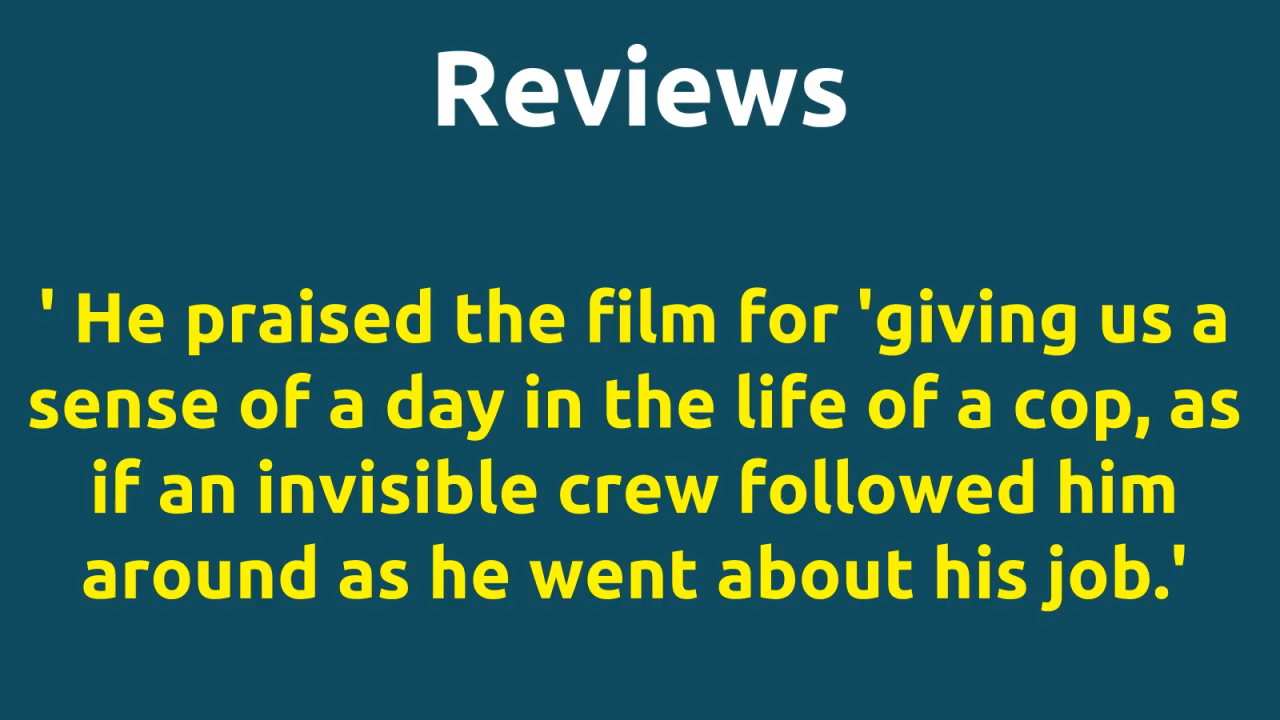 Reviews
' He praised the film for 'giving us a
sense of a day in the life of a cop, as
if an invisible crew followed him
around as he went about his job.'